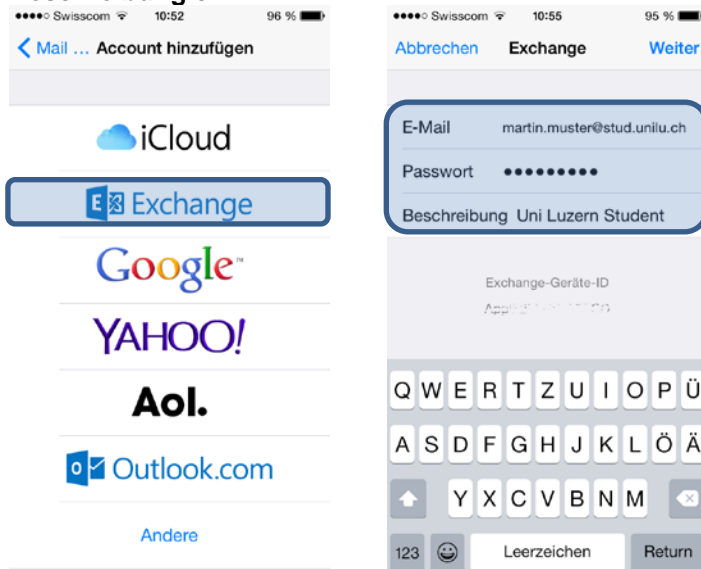 Swisscom 10:52 96 %
Mail ... Account hinzufügen
iCloud
Exchange
Google™
YAHOO!
Aol.
Outlook.com
Andere
Swisscom 10:55 95 %
Abbrechen Exchange Weiter
E-Mail martin.muster@stud.unilu.ch
Passwort •••••••••
Beschreibung Uni Luzern Student
Exchange-Geräte-ID
Q W E R T Z U I O P Ü
A S D F G H J K L Ö Ä
Y X C V B N M
123 Leerzeichen Return